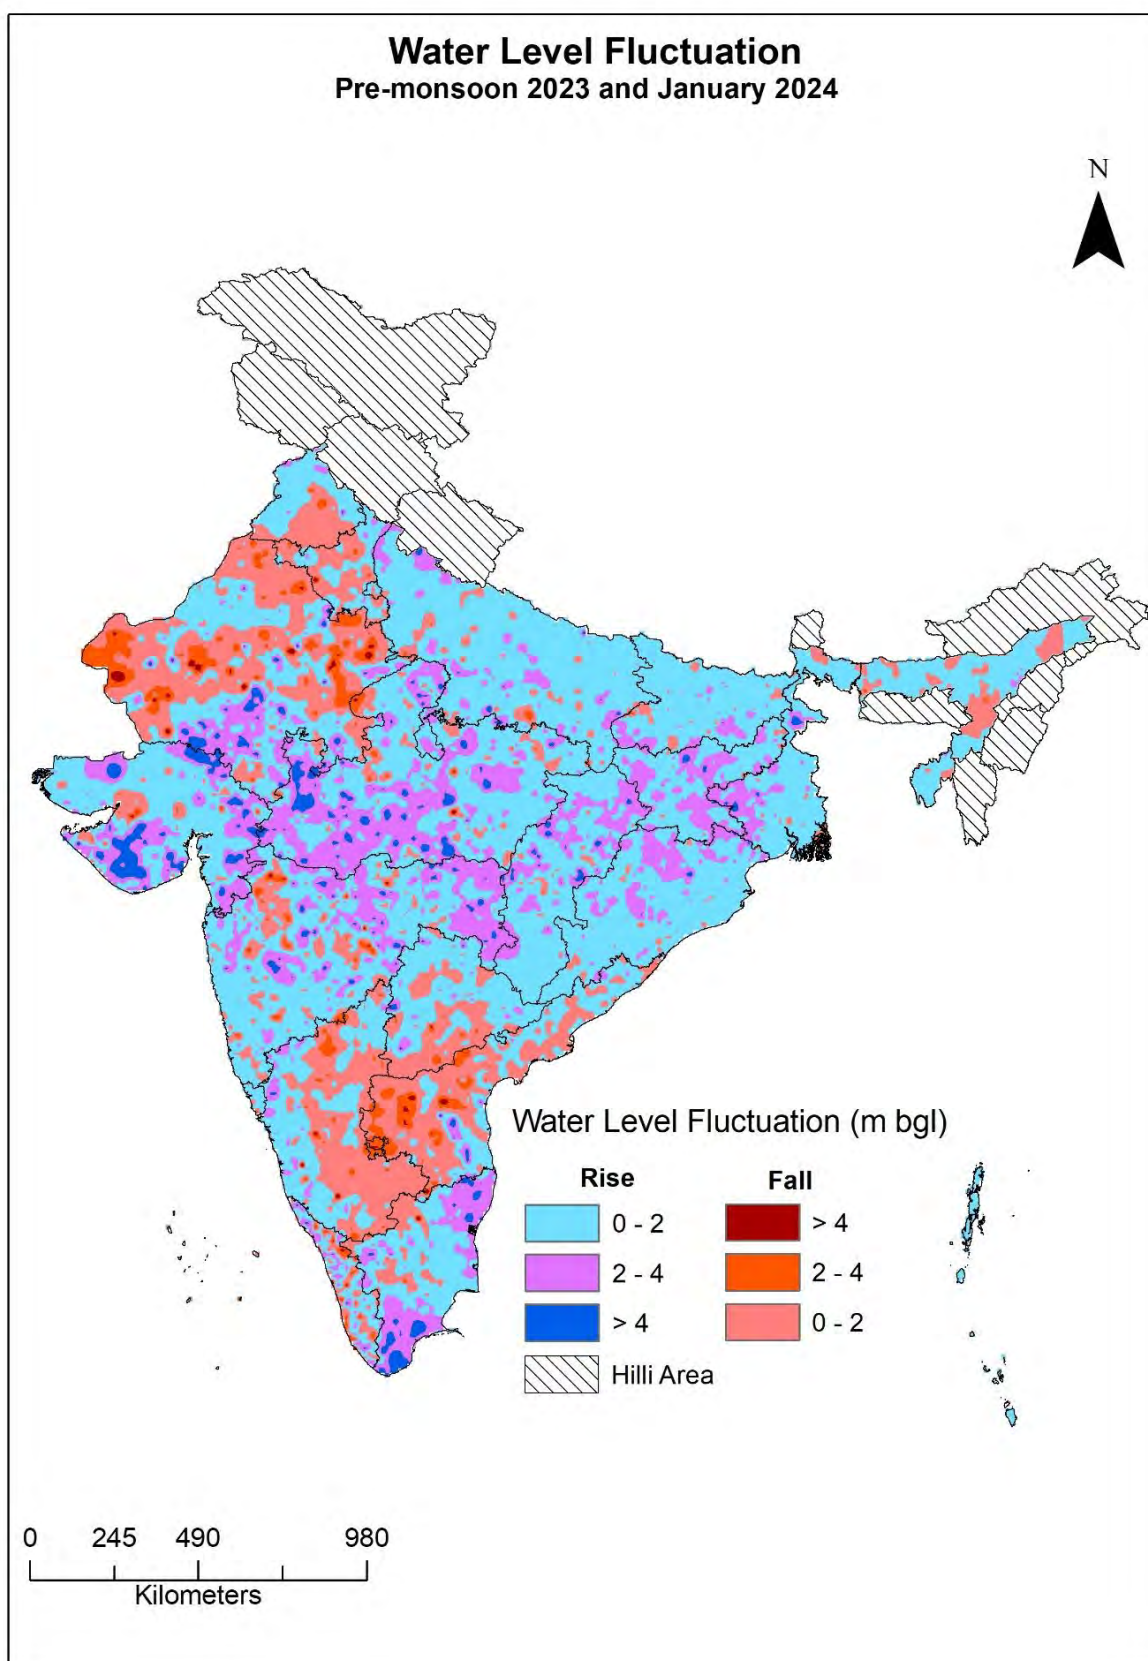 Water Level Fluctuation
Pre-monsoon 2023 and January 2024
N
Water Level Fluctuation (m bgl)
Rise Fall
0 - 2 > 4
2 - 4 2 - 4
> 4 0 - 2
Hilli Area
0 245 490 980
Kilometers